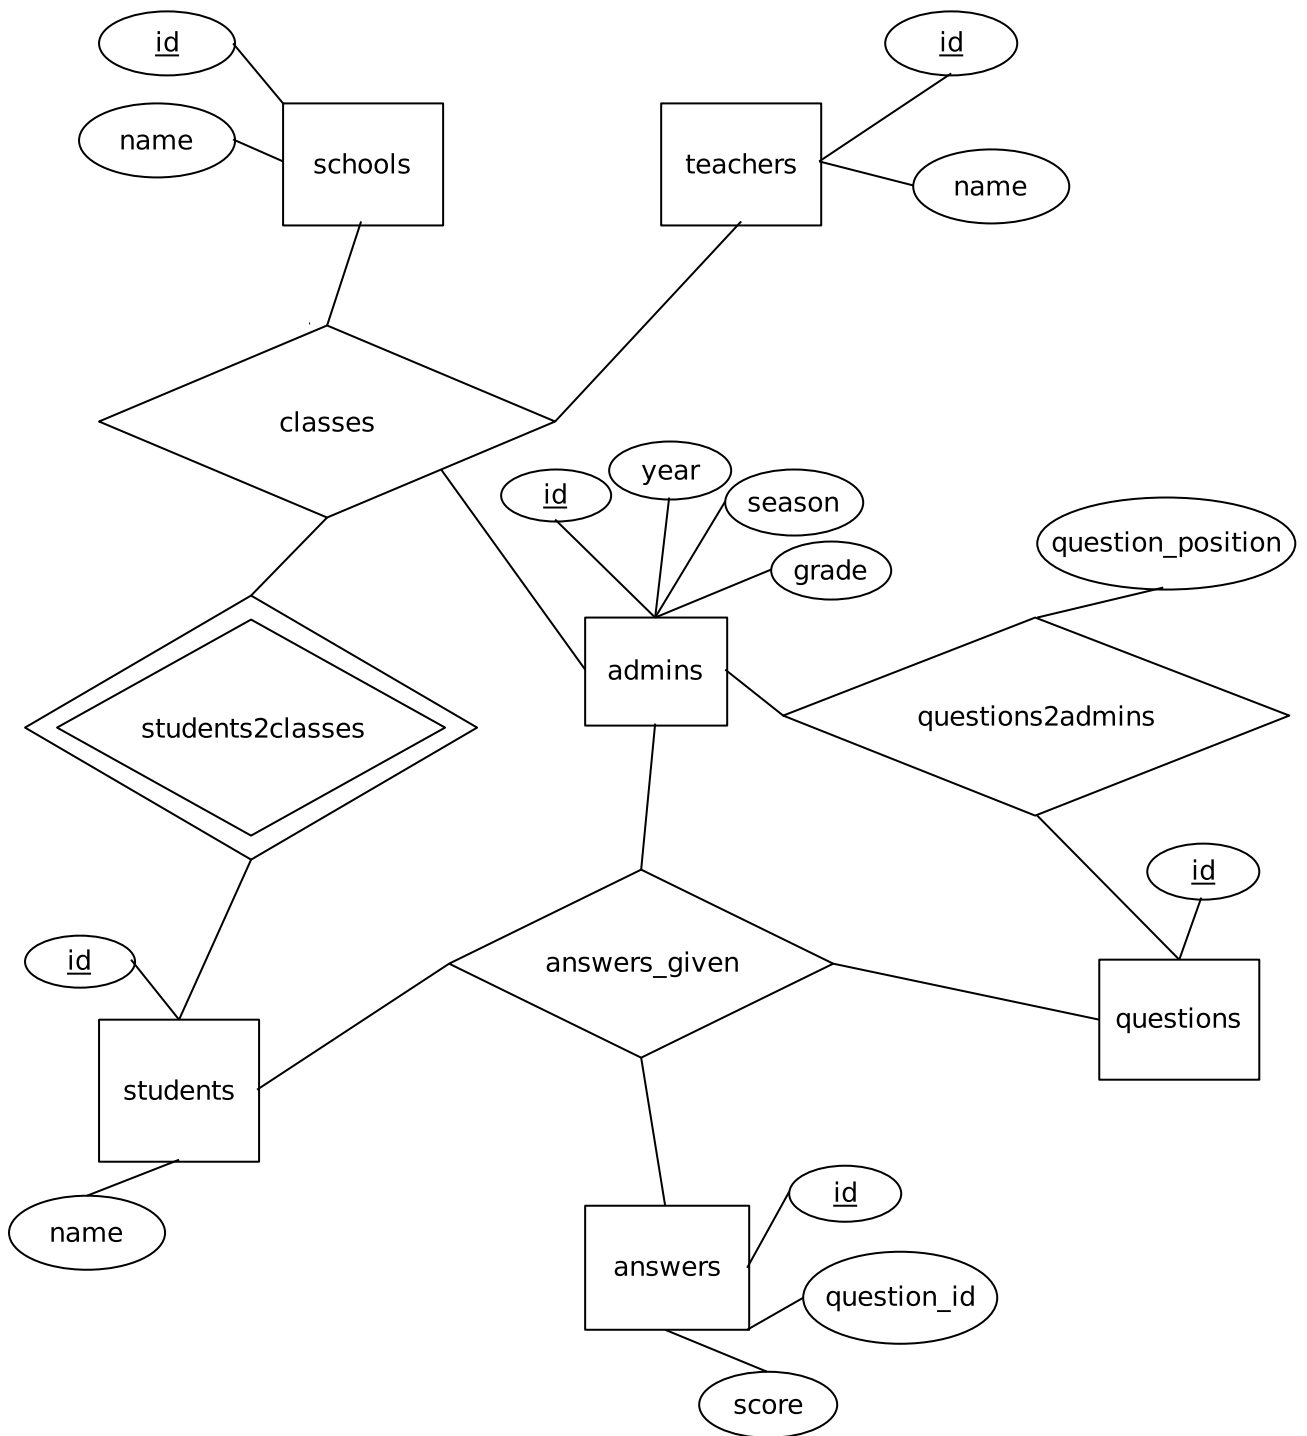 id
id
name
schools
teachers
name
classes
year
id
season
question_position
grade
admins
questions2admins
students2classes
id
id
answers_given
questions
students
id
name
answers
question_id
score